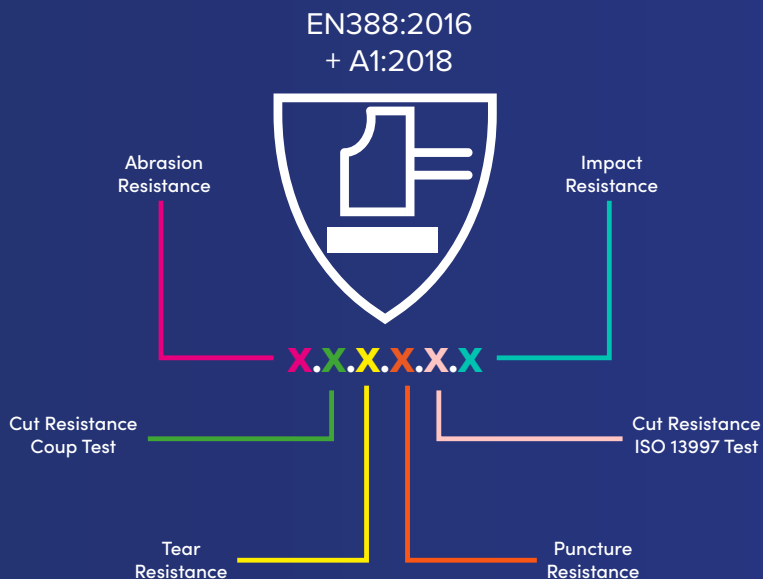 EN388:2016
+ A1:2018
Abrasion
Resistance
Impact
Resistance
X.X.X.X.X.X
Cut Resistance
Coup Test
Cut Resistance
ISO 13997 Test
Tear
Resistance
Puncture
Resistance